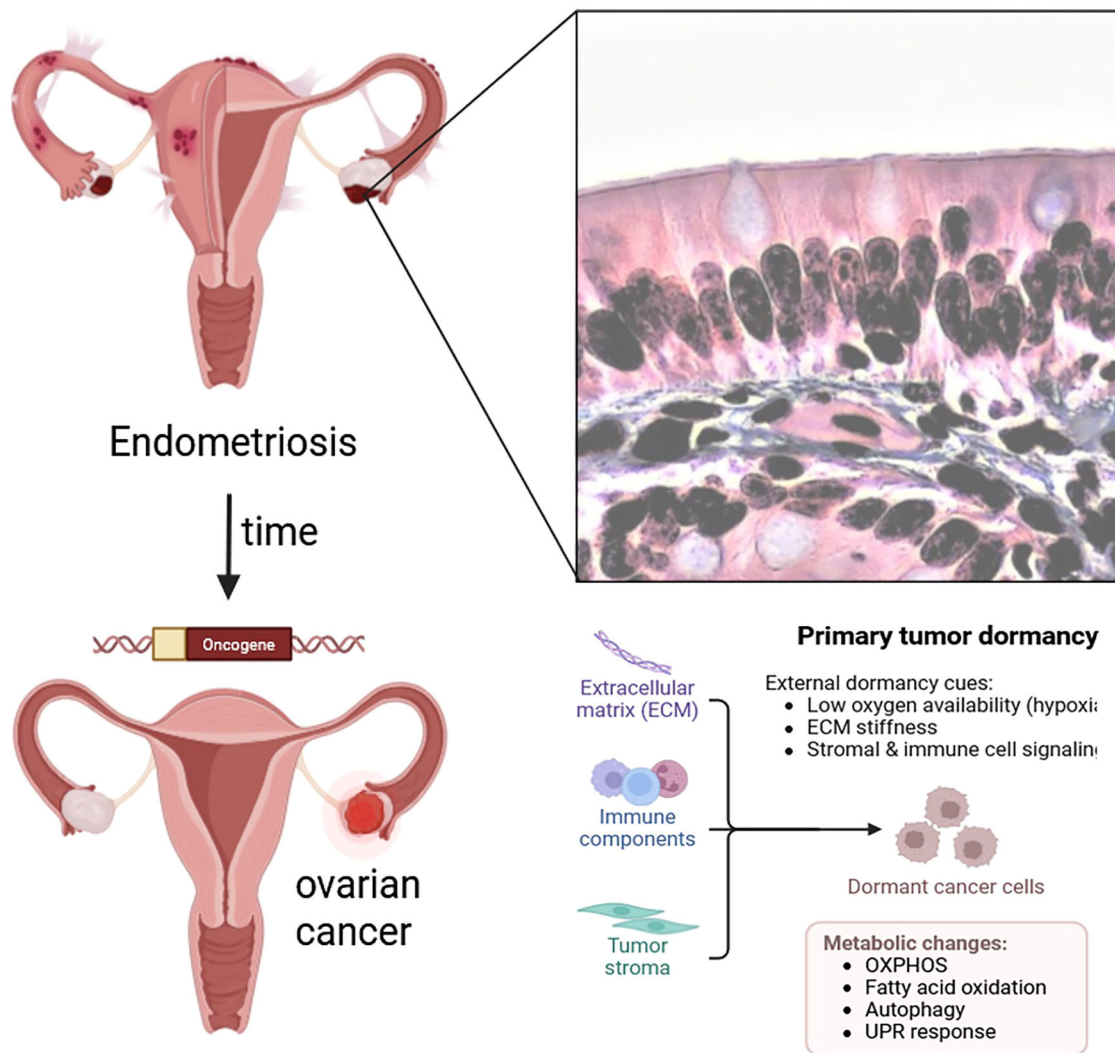 Endometriosis
time
Oncogene
ovarian
cancer
Primary tumor dormancy
Extracellular
matrix (ECM)
External dormancy cues:
• Low oxygen availability (hypoxia
• ECM stiffness
• Stromal & immune cell signaling
Immune
components
Dormant cancer cells
Tumor
stroma
Metabolic changes:
• OXPHOS
• Fatty acid oxidation
• Autophagy
• UPR response